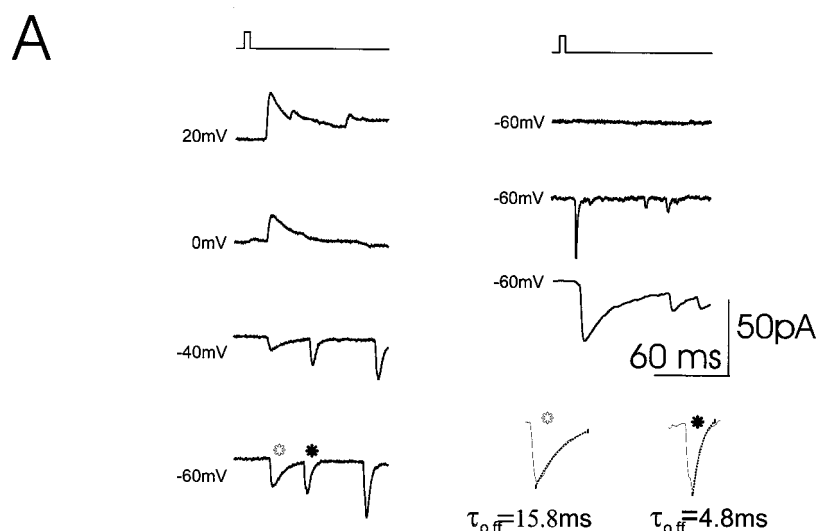 A
20mV
0mV
-40mV
-60mV
-60mV
-60mV
-60mV
50pA
60 ms
τoff=15.8ms
τoff=4.8ms